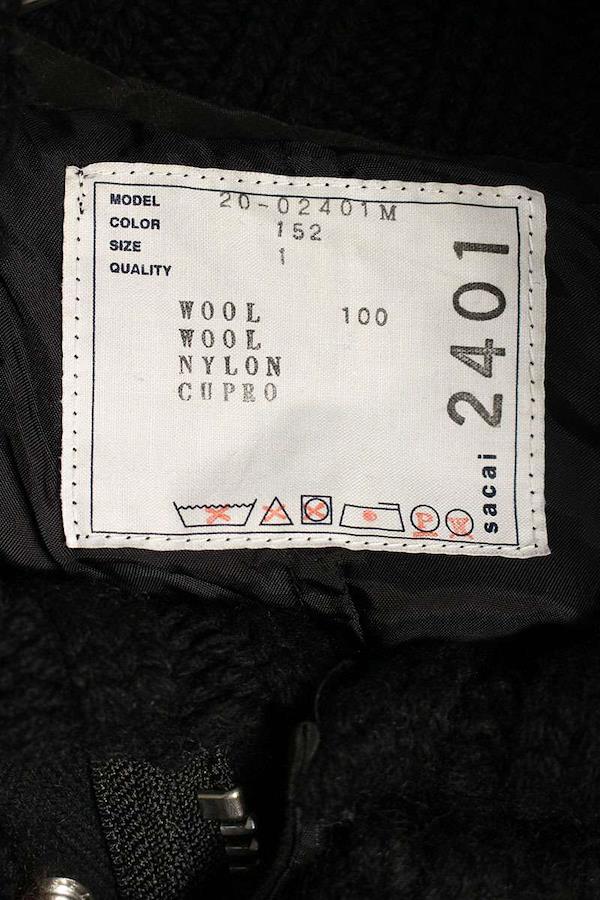 MODEL 20-02401M
COLOR 152
SIZE 1
QUALITY
WOOL 100
WOOL
NYLON
CUPRO
P W
sacai 2401